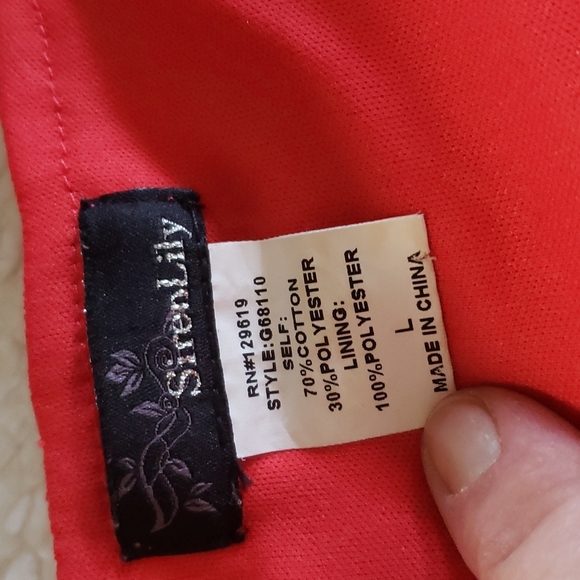 SirenLily
RN#129619
STYLE:G68110
SELF:
70%COTTON
30%POLYESTER
LINING:
100%POLYESTER
L
MADE IN CHINA